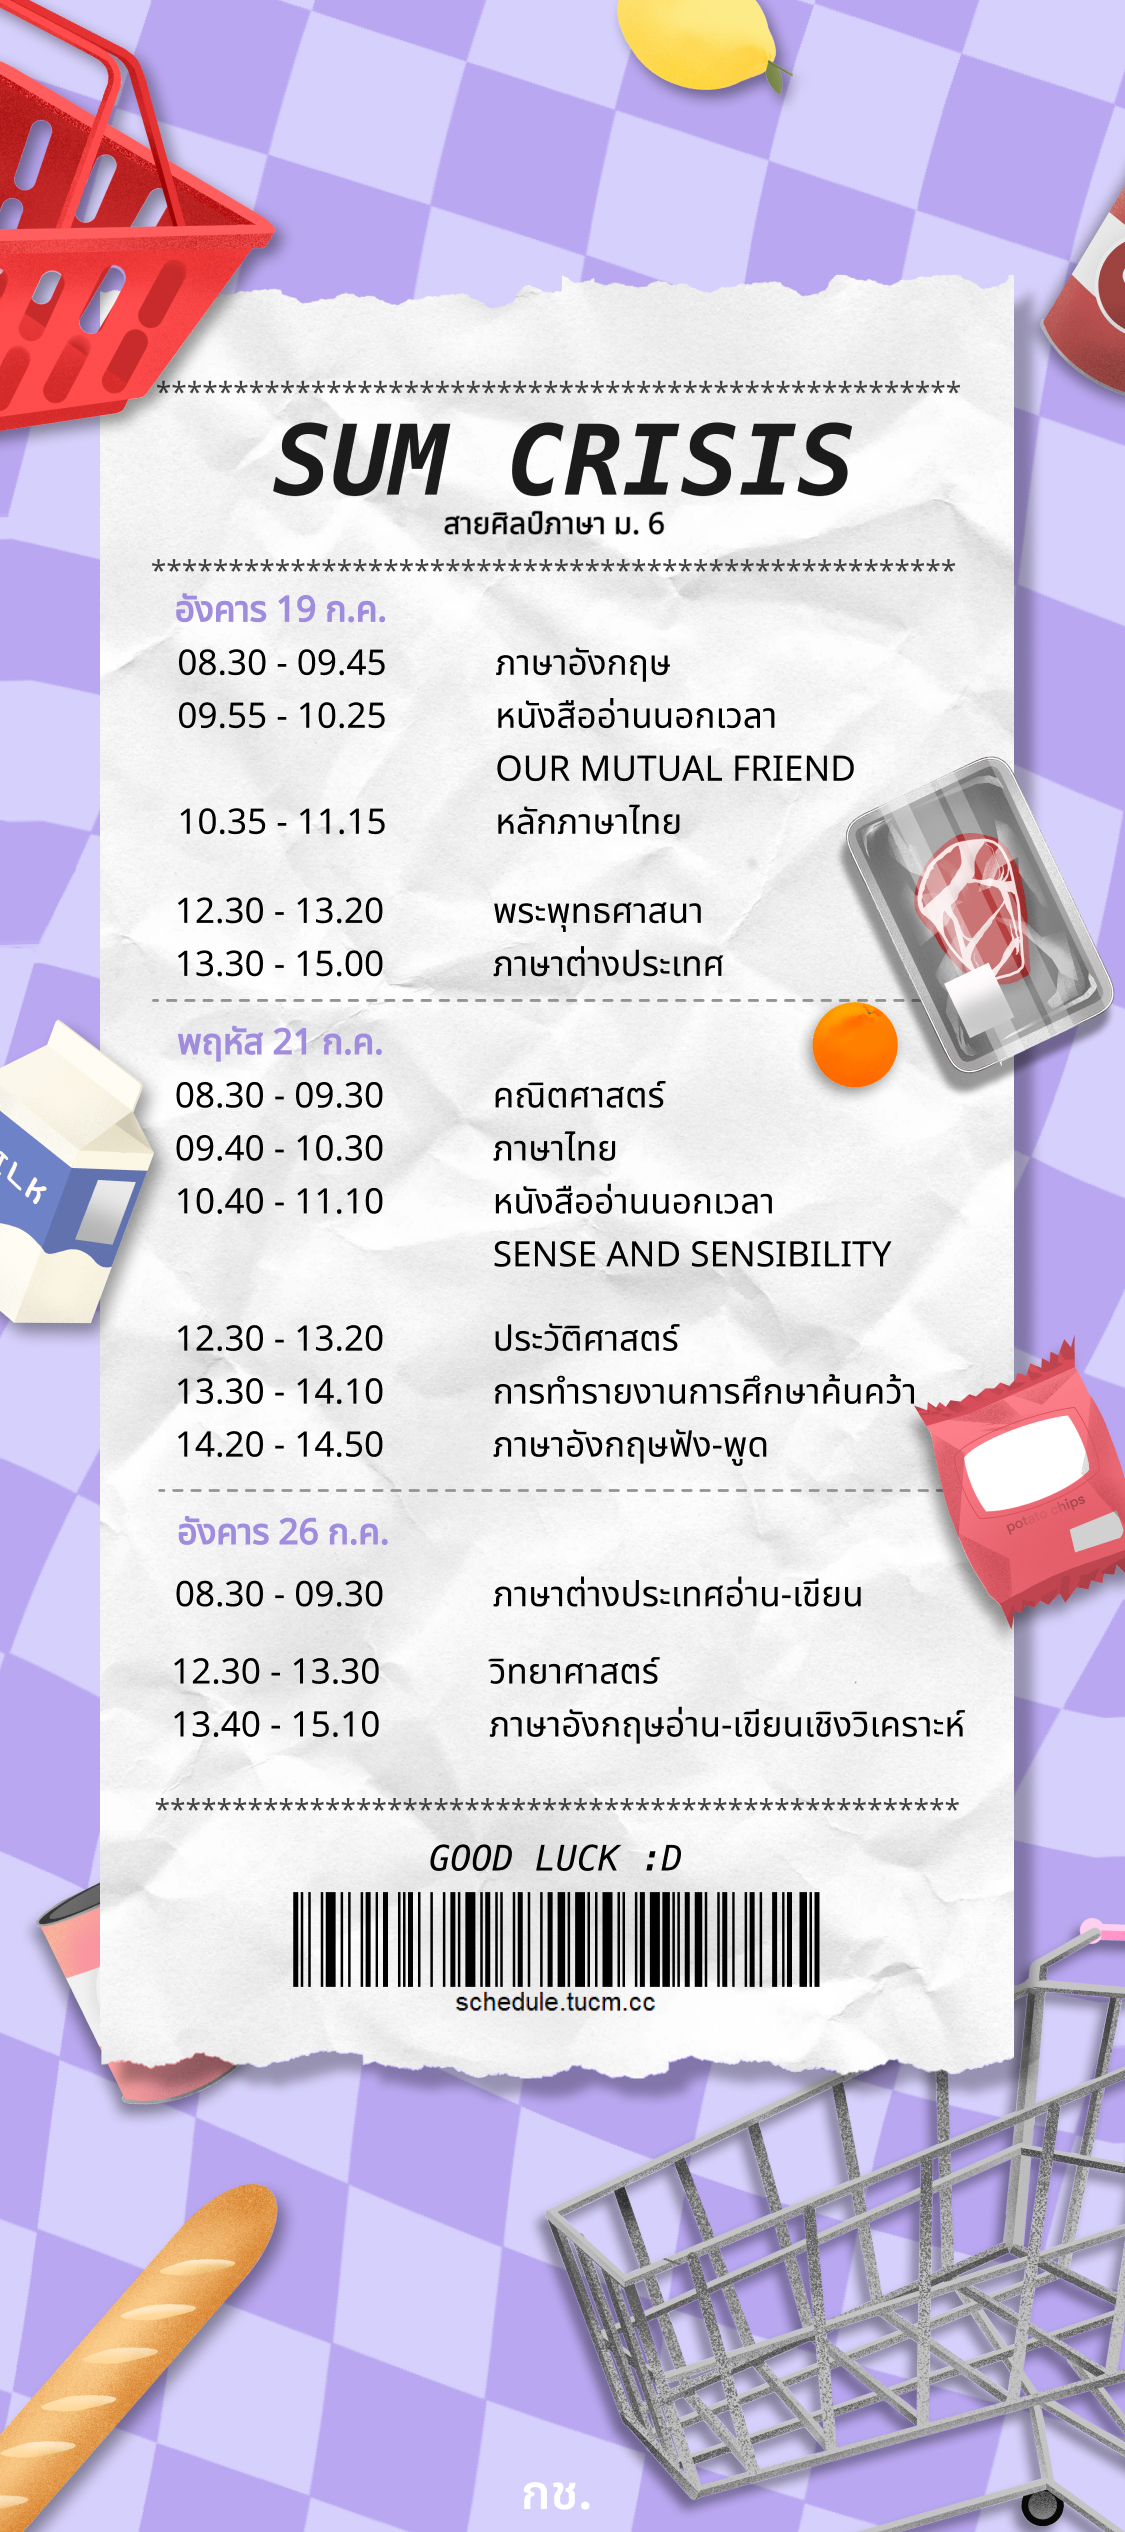 ****************************************************
SUM CRISIS
สายศิลป์ภาษา ม. 6
****************************************************
อังคาร 19 ก.ค.
08.30 - 09.45 ภาษาอังกฤษ
09.55 - 10.25 หนังสืออ่านนอกเวลา
OUR MUTUAL FRIEND
10.35 - 11.15 หลักภาษาไทย
12.30 - 13.20 พระพุทธศาสนา
13.30 - 15.00 ภาษาต่างประเทศ
พฤหัส 21 ก.ค.
08.30 - 09.30 คณิตศาสตร์
09.40 - 10.30 ภาษาไทย
10.40 - 11.10 หนังสืออ่านนอกเวลา
SENSE AND SENSIBILITY
ILK
12.30 - 13.20 ประวัติศาสตร์
13.30 - 14.10 การทำรายงานการศึกษาค้นคว้า
14.20 - 14.50 ภาษาอังกฤษฟัง-พูด
potato chips
อังคาร 26 ก.ค.
08.30 - 09.30 ภาษาต่างประเทศอ่าน-เขียน
12.30 - 13.30 วิทยาศาสตร์
13.40 - 15.10 ภาษาอังกฤษอ่าน-เขียนเชิงวิเคราะห์
****************************************************
GOOD LUCK :D
schedule.tucm.cc
กช.